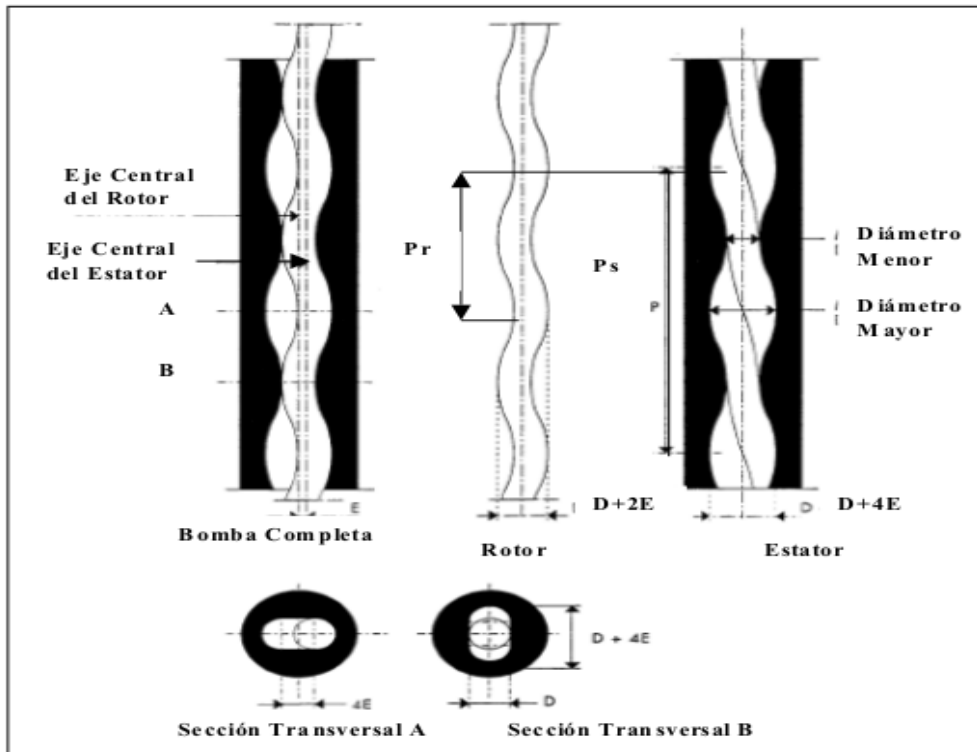 Eje Central
del Rotor
Eje Central
del Estator
A
B
Pr
Ps
P
Diámetro
Menor
Diámetro
Mayor
E
D+2E
D
D+4E
Bomba Completa
Rotor
Estator
D + 4E
4E
D
Sección Transversal A
Sección Transversal B